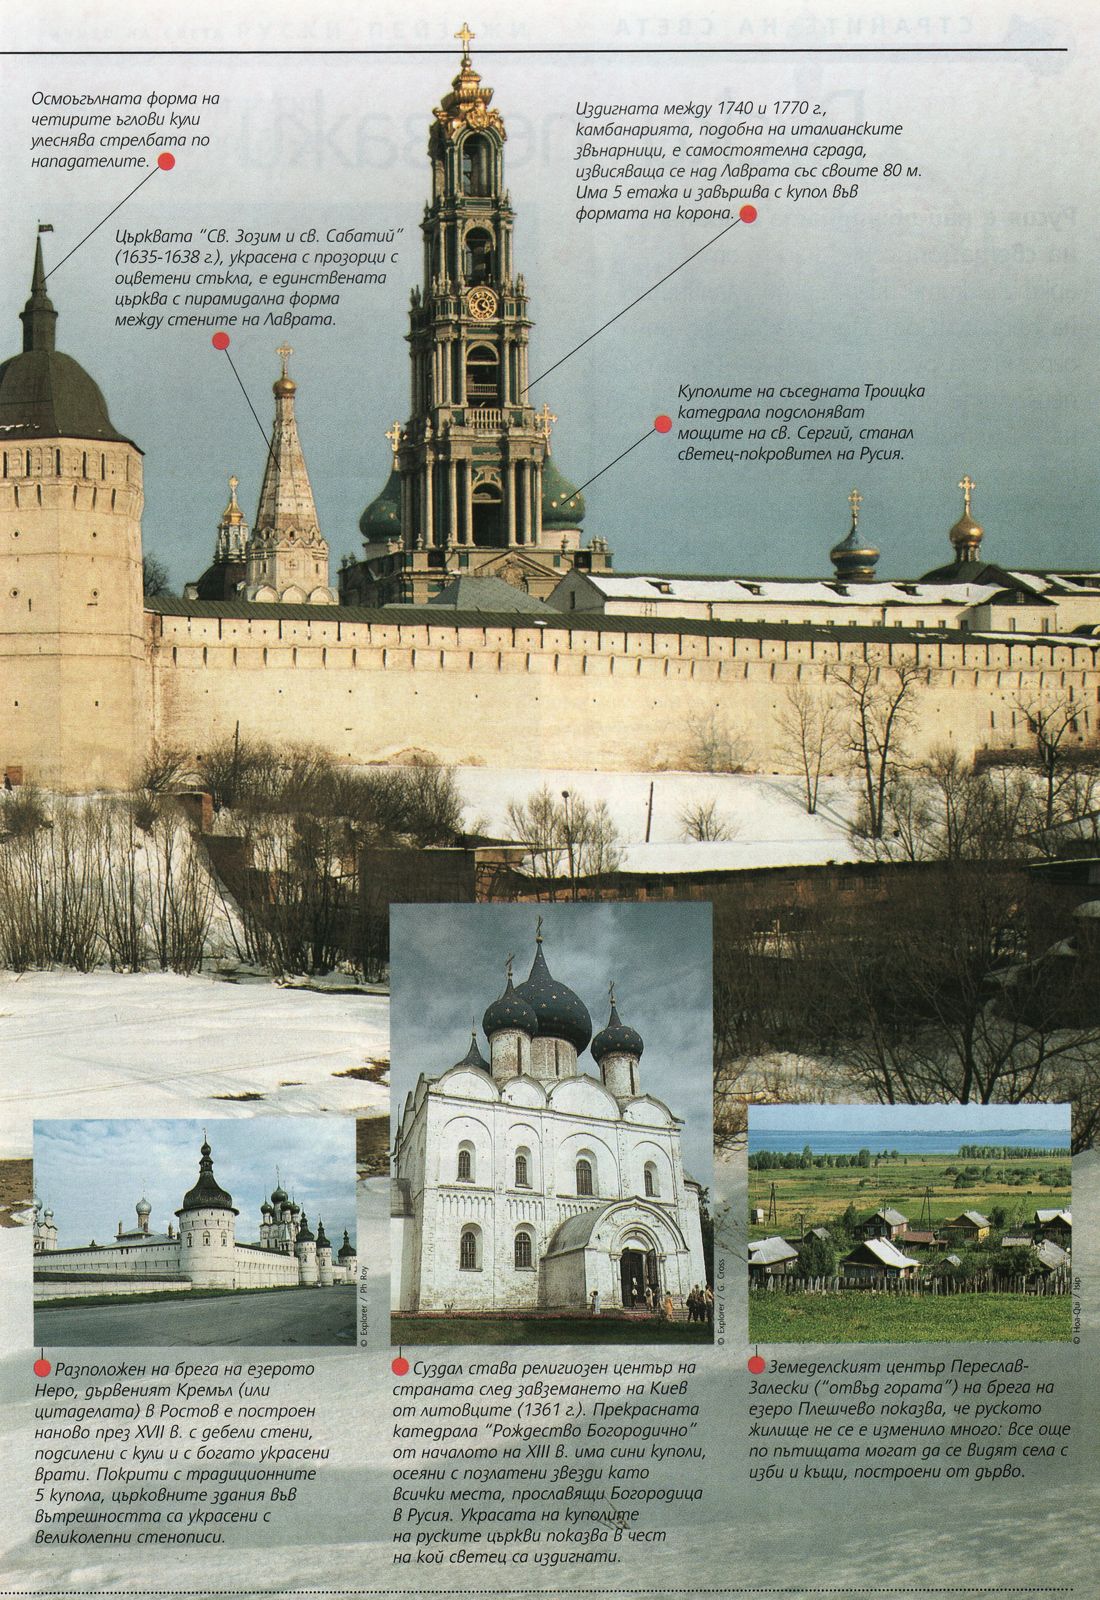 Осмоъгълната форма на
четирите ъглови кули
улеснява стрелбата по
нападателите.
Издигната между 1740 и 1770 г.,
камбанарията, подобна на италианските
звънарници, е самостоятелна сграда,
извисяваща се над Лаврата със своите 80 м.
Има 5 етажа и завършва с купол във
формата на корона.
Църквата “Св. Зозим и св. Сабатий”
(1635-1638 г.), украсена с прозорци с
оцветени стъкла, е единствената
църква с пирамидална форма
между стените на Лаврата.
Куполите на съседната Троицка
катедрала подслоняват
мощите на св. Сергий, станал
светец-покровител на Русия.
© Explorer / Ph Roy
© Explorer / G. Cross
© Hoa-Qui /
Разположен на брега на езерото
Неро, дървеният Кремъл (или
цитаделата) в Ростов е построен
наново през XVII в. с дебели стени,
подсилени с кули и с богато украсени
врати. Покрити с традиционните
5 купола, църковните здания във
вътрешността са украсени с
великолепни стенописи.
Суздал става религиозен център на
страната след завземането на Киев
от литовците (1361 г.). Прекрасната
катедрала “Рождество Богородично”
от началото на XIII в. има сини куполи,
осеяни с позлатени звезди като
всички места, прославящи Богородица
в Русия. Украсата на куполите
на руските църкви показва в чест
на кой светец са издигнати.
Земеделският център Переслав-
Залески (“отвъд гората”) на брега на
езеро Плешчево показва, че руското
жилище не се е изменило много: все още
по пътищата могат да се видят села с
изби и къщи, построени от дърво.